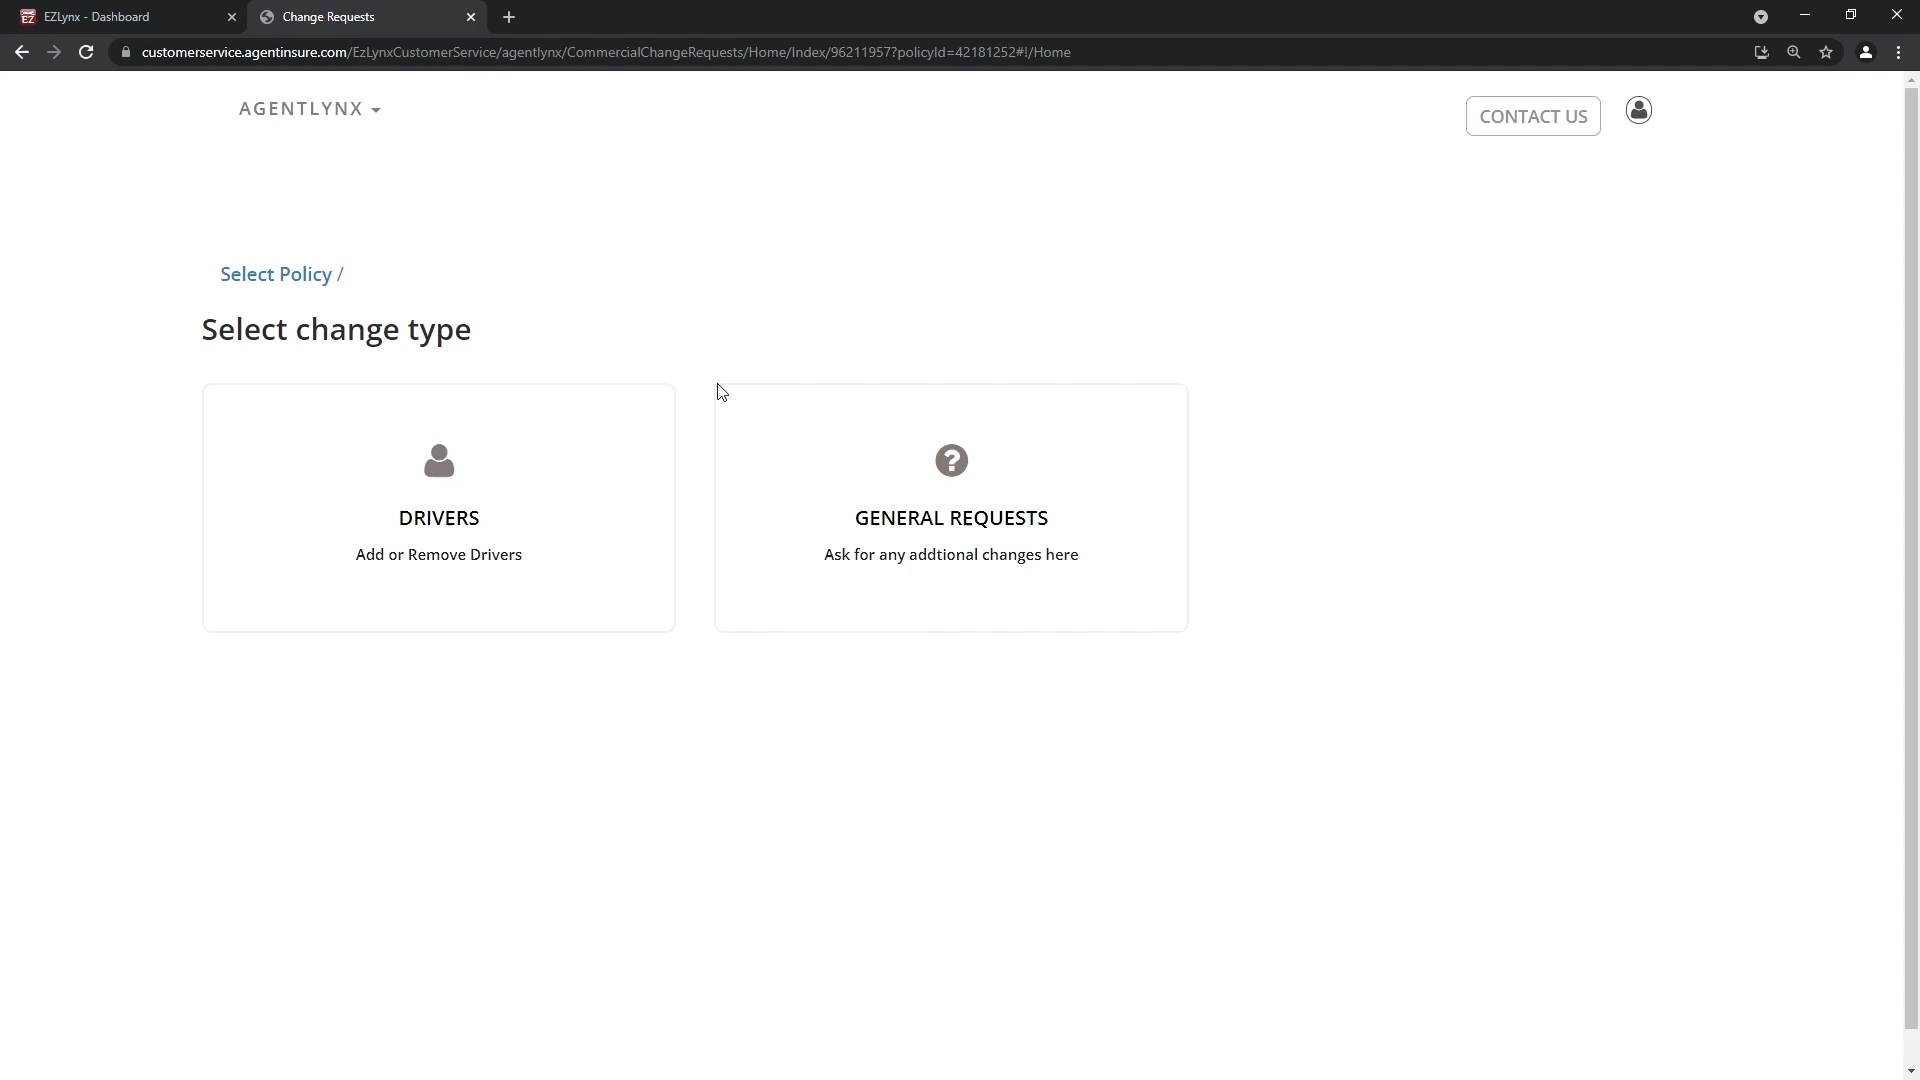 EZLynx - Dashboard
Change Requests
customerservice.agentinsure.com/EzLynxCustomerService/agentlynx/CommercialChangeRequests/Home/Index/96211957?policyId=42181252#!/Home
AGENTLYNX
CONTACT US
Select Policy /
Select change type
DRIVERS
Add or Remove Drivers
GENERAL REQUESTS
Ask for any addtional changes here